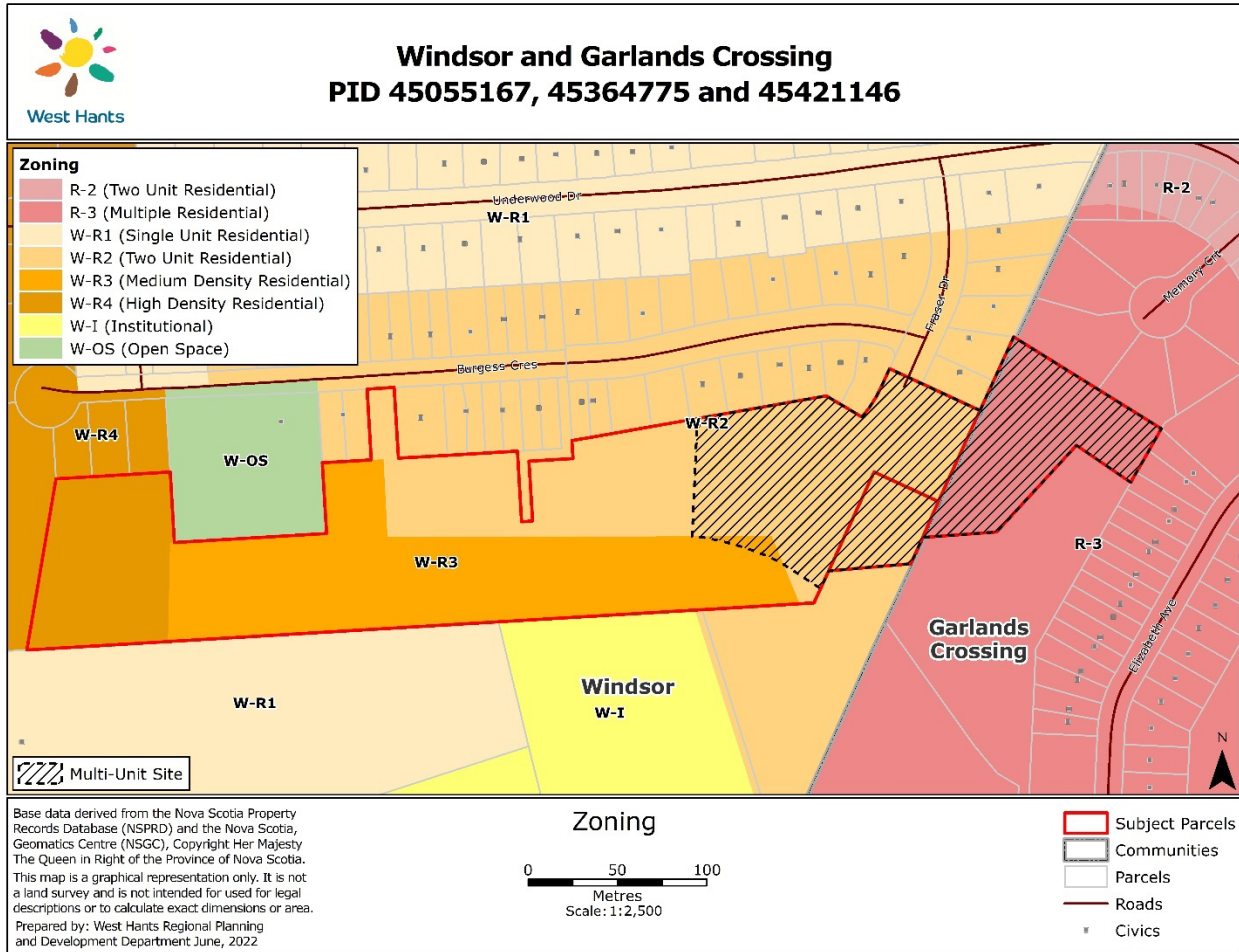 West Hants
Windsor and Garlands Crossing
PID 45055167, 45364775 and 45421146
Zoning
R-2 (Two Unit Residential)
R-3 (Multiple Residential)
W-R1 (Single Unit Residential)
W-R2 (Two Unit Residential)
W-R3 (Medium Density Residential)
W-R4 (High Density Residential)
W-I (Institutional)
W-OS (Open Space)
Underwood Dr
W-R1
R-2
Memory Crt
Fraser Dr
Burgess Cres
W-R2
W-R4
W-OS
R-3
W-R3
Elizabeth Ave
Garlands
Crossing
Windsor
W-I
W-R1
N
Multi-Unit Site
Base data derived from the Nova Scotia Property
Records Database (NSPRD) and the Nova Scotia,
Geomatics Centre (NSGC), Copyright Her Majesty
The Queen in Right of the Province of Nova Scotia.
This map is a graphical representation only. It is not
a land survey and is not intended for used for legal
descriptions or to calculate exact dimensions or area.
Prepared by: West Hants Regional Planning
and Development Department June, 2022
Zoning
0 50 100
Metres
Scale: 1:2,500
Subject Parcels
Communities
Parcels
Roads
Civics